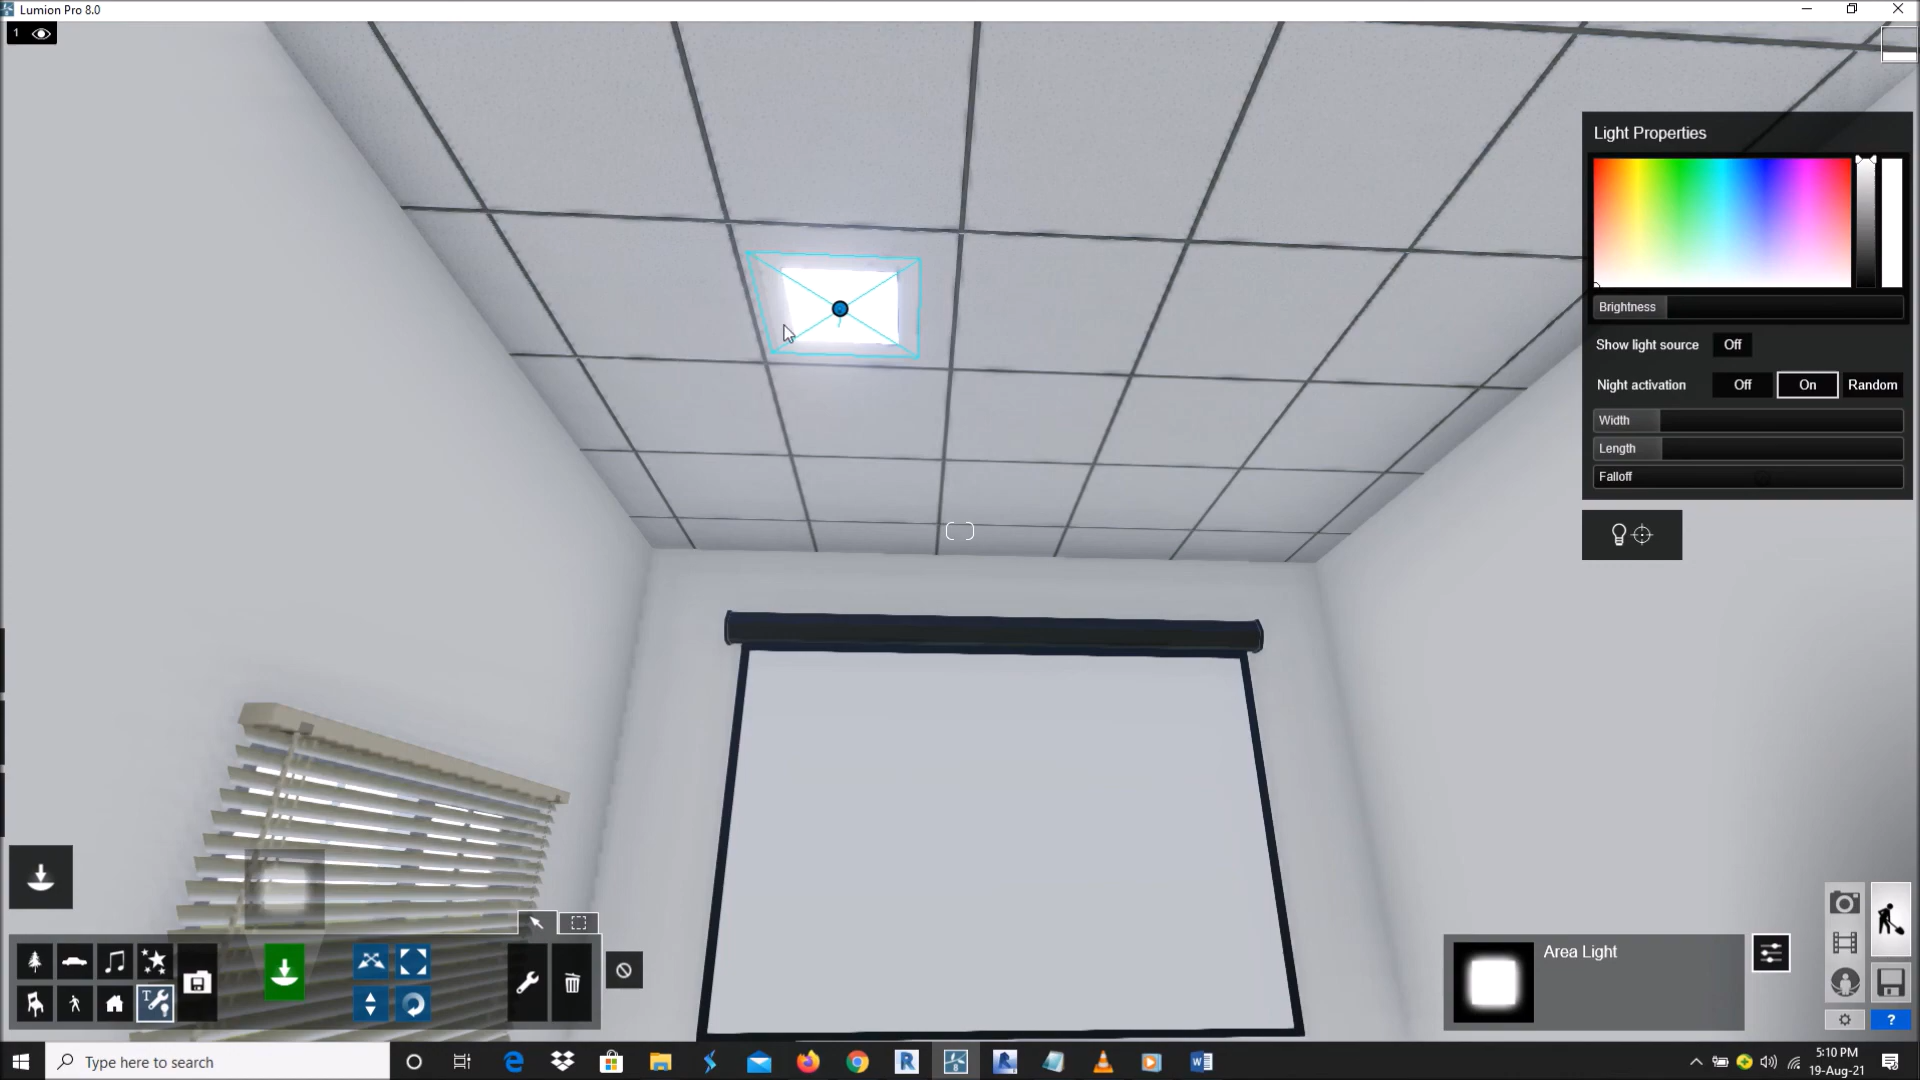 Lumion Pro 8.0
1
Light Properties
Brightness
Show light source Off
Night activation Off On Random
Width
Length
Falloff
Area Light
?
Type here to search
5:10 PM
19-Aug-21